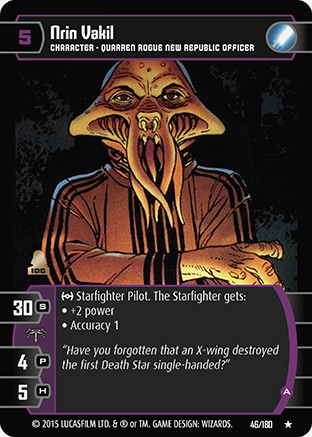 5
Nrin Vakil
CHARACTER - QUARREN ROGUE NEW REPUBLIC OFFICER
IDC
30 S
Starfighter Pilot. The Starfighter gets:
• +2 power
• Accuracy 1
4 P
5 H
"Have you forgotten that an X-wing destroyed
the first Death Star single-handed?"
A
© 2015 LUCASFILM LTD. & ® or TM. GAME DESIGN: WIZARDS. 46/180 ★